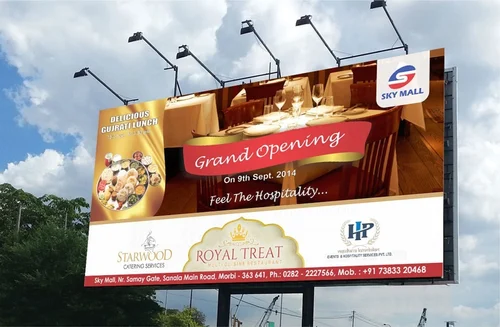 SKY MALL
DELICIOUS
GUJRATI LUNCH
Grand Opening
On 9th Sept. 2014
Feel The Hospitality...
STARWOOD
CATERING SERVICES
ROYAL TREAT
RESTAURANT
HP
EVENTS & HOSPITALITY SERVICES PVT. LTD.
Sky Mall, Nr. Samay Gate, Sanala Main Road, Morbi - 363 641, Ph.: 0282 - 2227566, Mob. : +91 73833 20468